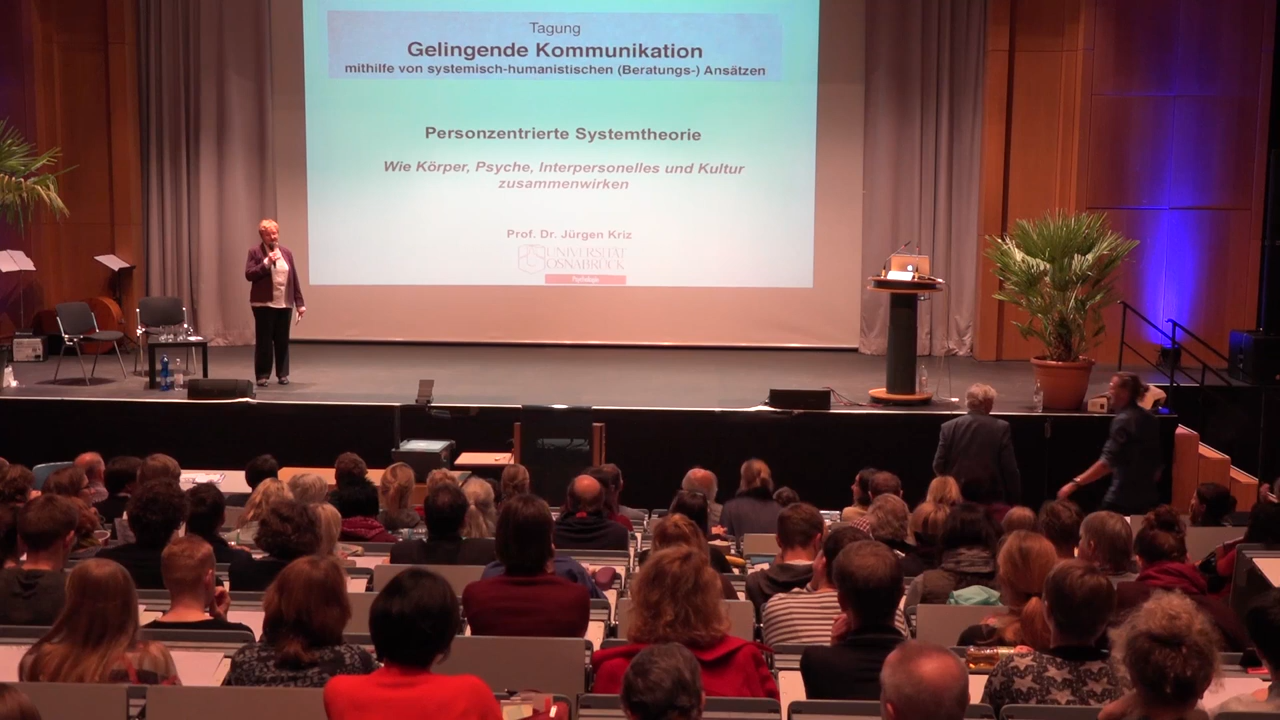 Tagung
Gelingende Kommunikation
mithilfe von systemisch-humanistischen (Beratungs-) Ansätzen
Personzentrierte Systemtheorie
Wie Körper, Psyche, Interpersonelles und Kultur
zusammenwirken
Prof. Dr. Jürgen Kriz
UNIVERSITÄT
OSNABRÜCK
Psychologie